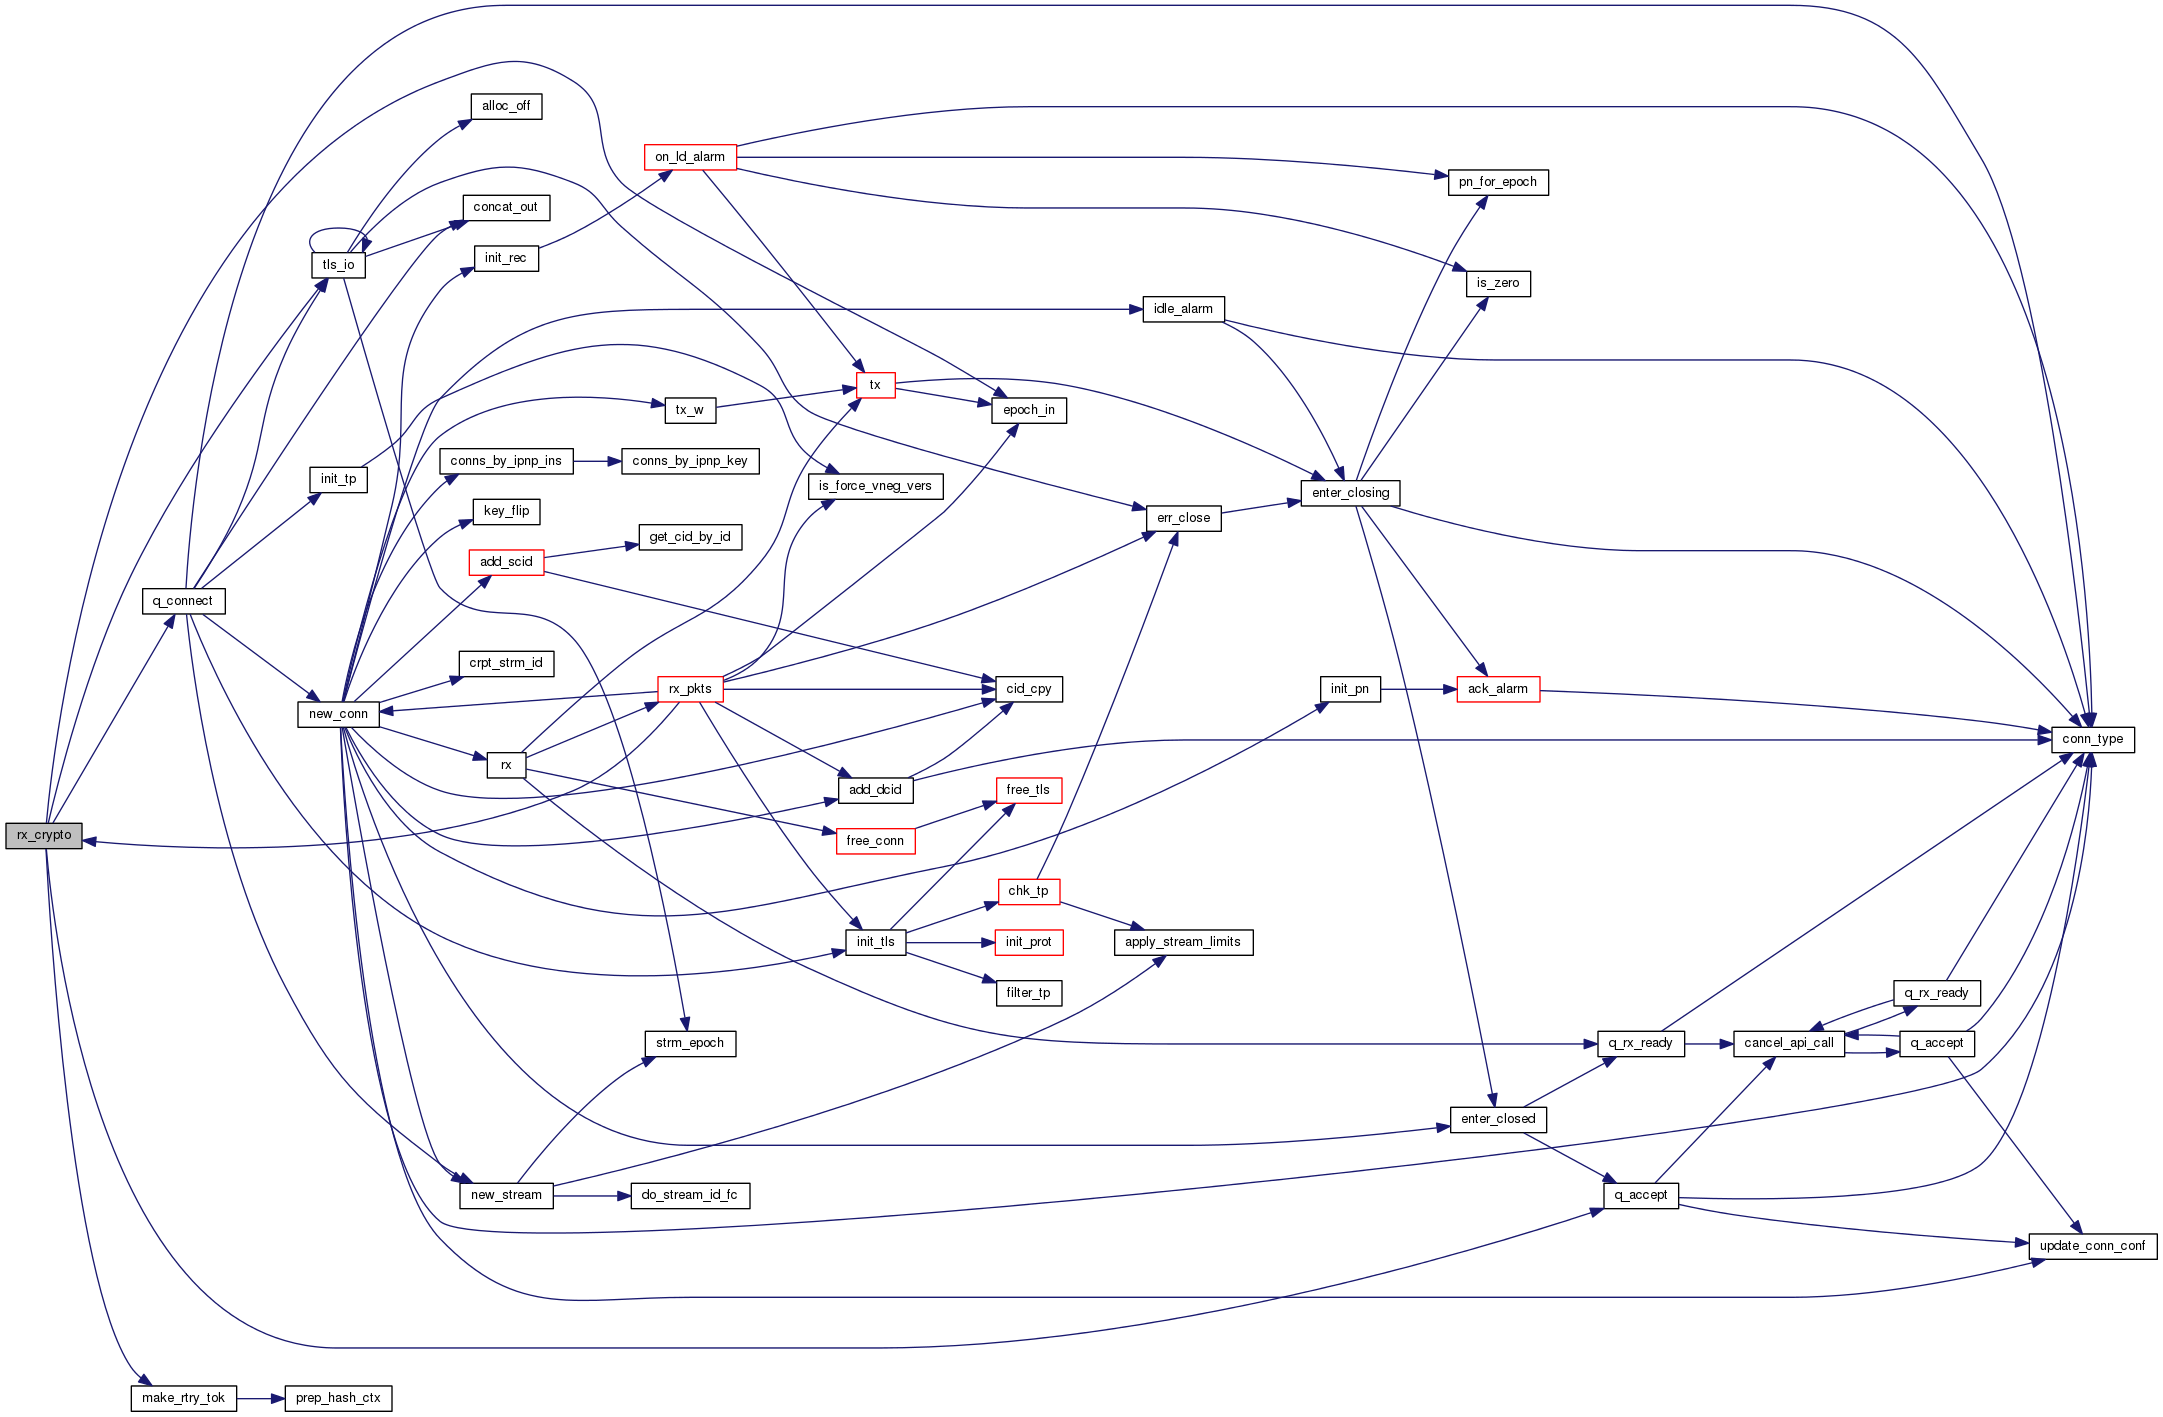 alloc_off
on_ld_alarm
pn_for_epoch
concat_out
init_rec
tls_io
is_zero
idle_alarm
tx
tx_w
epoch_in
conns_by_ipnp_ins
conns_by_ipnp_key
init_tp
is_force_vneg_vers
enter_closing
key_flip
err_close
get_cid_by_id
add_scid
q_connect
crpt_strm_id
rx_pkts
cid_cpy
init_pn
ack_alarm
new_conn
conn_type
rx
add_dcid
free_tls
rx_crypto
free_conn
chk_tp
init_tls
init_prot
apply_stream_limits
filter_tp
q_rx_ready
strm_epoch
q_rx_ready
cancel_api_call
q_accept
enter_closed
new_stream
do_stream_id_fc
q_accept
update_conn_conf
make_rtry_tok
prep_hash_ctx